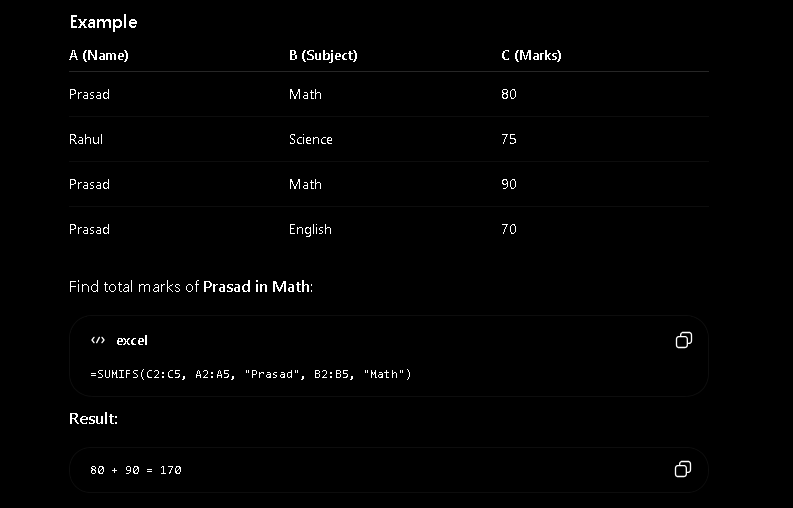 Example
A (Name) B (Subject) C (Marks)
Prasad Math 80
Rahul Science 75
Prasad Math 90
Prasad English 70
Find total marks of Prasad in Math:
excel
=SUMIFS(C2:C5, A2:A5, "Prasad", B2:B5, "Math")
Result:
80 + 90 = 170